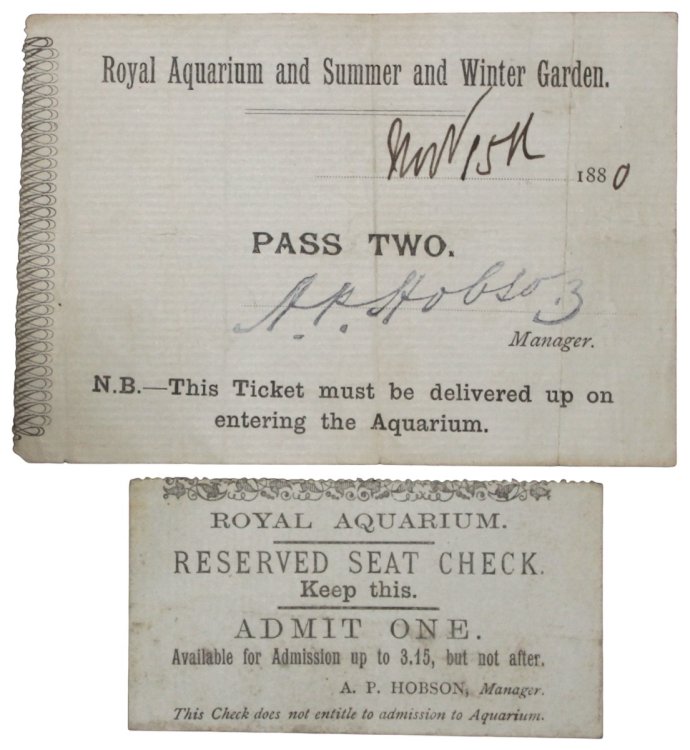 Royal Aquarium and Summer and Winter Garden.
Nov 15th 1880
PASS TWO.
A. P. Hobson
Manager.
N.B.—This Ticket must be delivered up on
entering the Aquarium.
ROYAL AQUARIUM.
RESERVED SEAT CHECK.
Keep this.
ADMIT ONE.
Available for Admission up to 3.15, but not after.
A. P. HOBSON, Manager.
This Check does not entitle to admission to Aquarium.